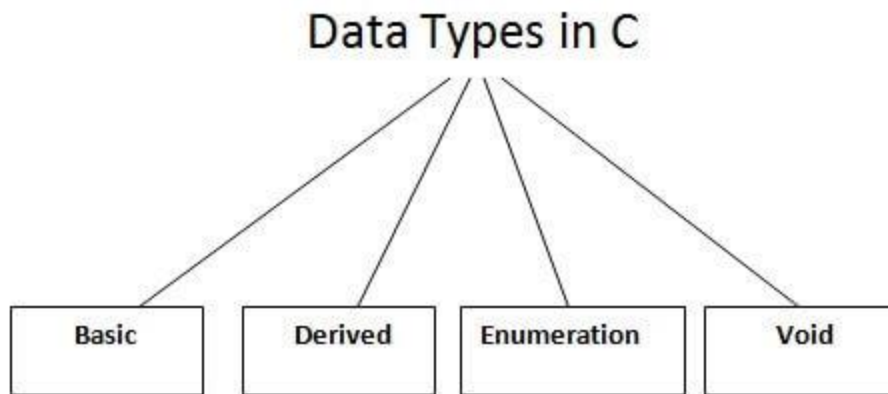 Data Types in C
Basic
Derived
Enumeration
Void